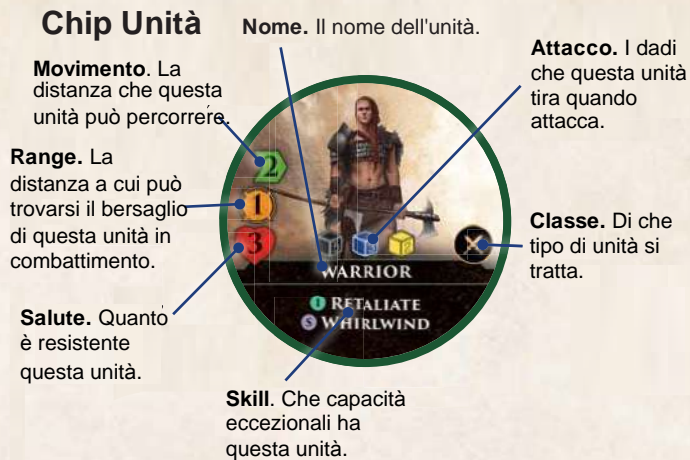 Chip Unità
Nome. Il nome dell'unità.
Movimento. La
distanza che questa
unità può percorrere.
Range. La
distanza a cui può
trovarsi il bersaglio
di questa unità in
combattimento.
Salute. Quanto
è resistente
questa unità.
Attacco. I dadi
che questa unità
tira quando
attacca.
Classe. Di che
tipo di unità si
tratta.
2
1
3
WARRIOR
I RETALIATE
S WHIRLWIND
Skill. Che capacità
eccezionali ha
questa unità.